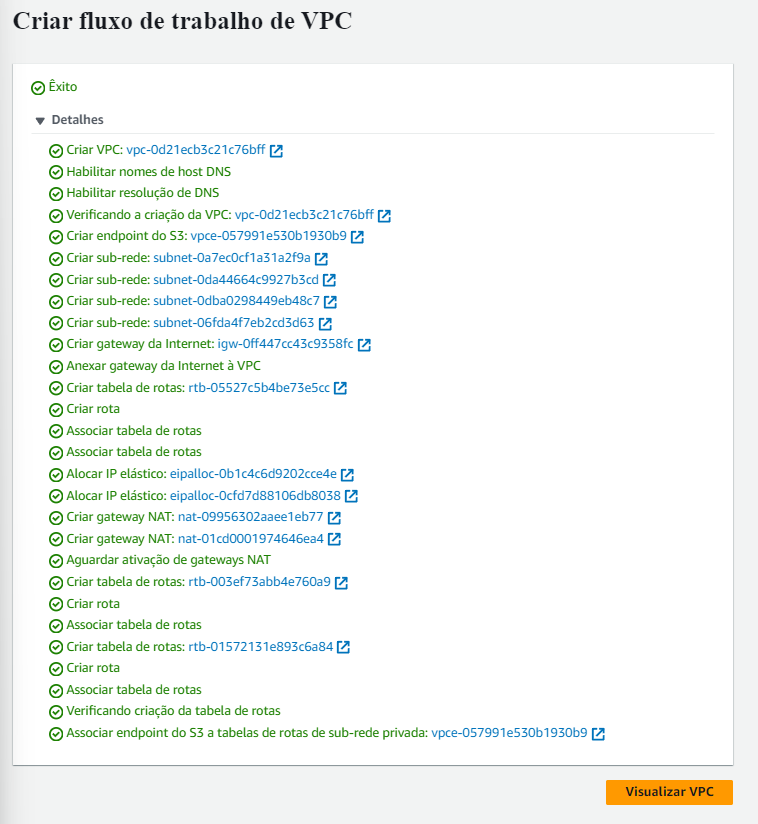 Criar fluxo de trabalho de VPC
Êxito
Detalhes
Criar VPC: vpc-0d21ecb3c21c76bff
Habilitar nomes de host DNS
Habilitar resolução de DNS
Verificando a criação da VPC: vpc-0d21ecb3c21c76bff
Criar endpoint do S3: vpce-057991e530b1930b9
Criar sub-rede: subnet-0a7ec0cf1a31a2f9a
Criar sub-rede: subnet-0da44664c9927b3cd
Criar sub-rede: subnet-0dba0298449eb48c7
Criar sub-rede: subnet-06fda4f7eb2cd3d63
Criar gateway da Internet: igw-0ff447cc43c9358fc
Anexar gateway da Internet à VPC
Criar tabela de rotas: rtb-05527c5b4be73e5cc
Criar rota
Associar tabela de rotas
Associar tabela de rotas
Alocar IP elástico: eipalloc-0b1c4c6d9202cce4e
Alocar IP elástico: eipalloc-0cfd7d88106db8038
Criar gateway NAT: nat-09956302aaee1eb77
Criar gateway NAT: nat-01cd0001974646ea4
Aguardar ativação de gateways NAT
Criar tabela de rotas: rtb-003ef73abb4e760a9
Criar rota
Associar tabela de rotas
Criar tabela de rotas: rtb-01572131e893c6a84
Criar rota
Associar tabela de rotas
Verificando criação da tabela de rotas
Associar endpoint do S3 a tabelas de rotas de sub-rede privada: vpce-057991e530b1930b9
Visualizar VPC